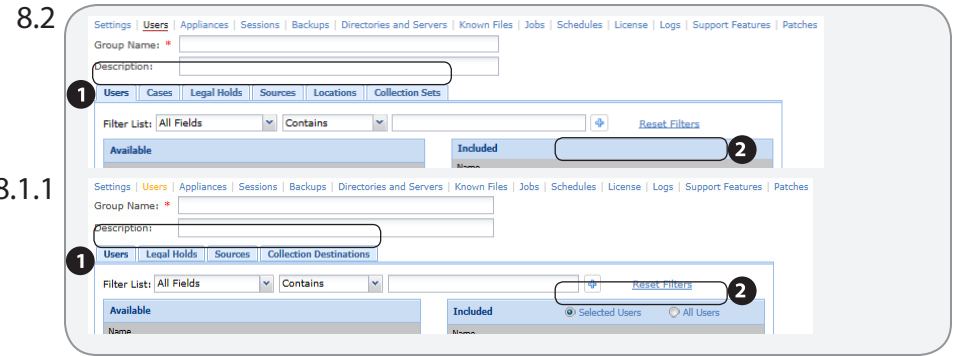 8.2
Settings | Users | Appliances | Sessions | Backups | Directories and Servers | Known Files | Jobs | Schedules | License | Logs | Support Features | Patches
Group Name: *
Description:
1
Users Cases Legal Holds Sources Locations Collection Sets
Filter List: All Fields Contains Reset Filters
Available Included 2
Name
8.1.1
Settings | Users | Appliances | Sessions | Backups | Directories and Servers | Known Files | Jobs | Schedules | License | Logs | Support Features | Patches
Group Name: *
Description:
1
Users Legal Holds Sources Collection Destinations
Filter List: All Fields Contains Reset Filters 2
Available Included Selected Users All Users
Name Name